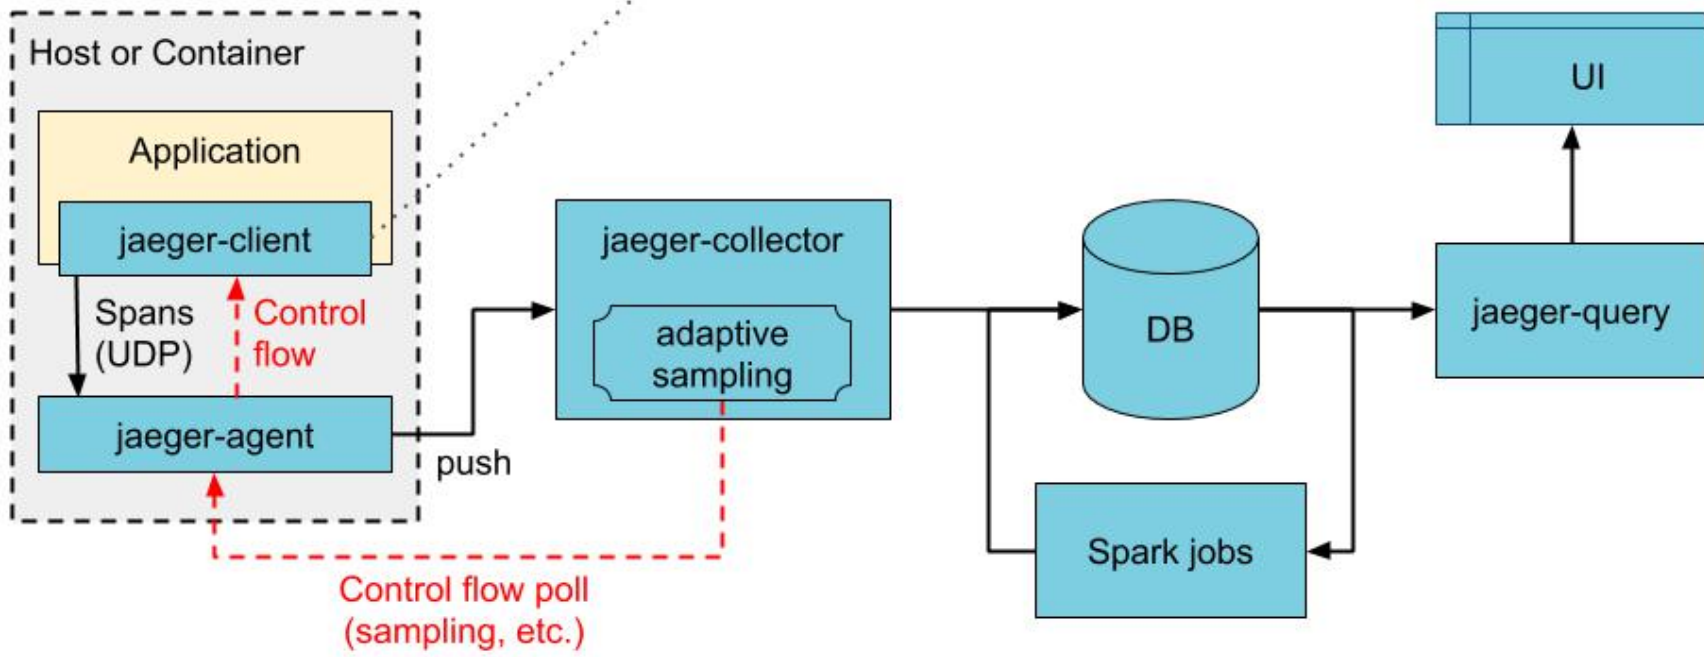 Host or Container
Application
jaeger-client
Spans
(UDP)
Control
flow
jaeger-agent
push
jaeger-collector
adaptive
sampling
Control flow poll
(sampling, etc.)
DB
Spark jobs
UI
jaeger-query